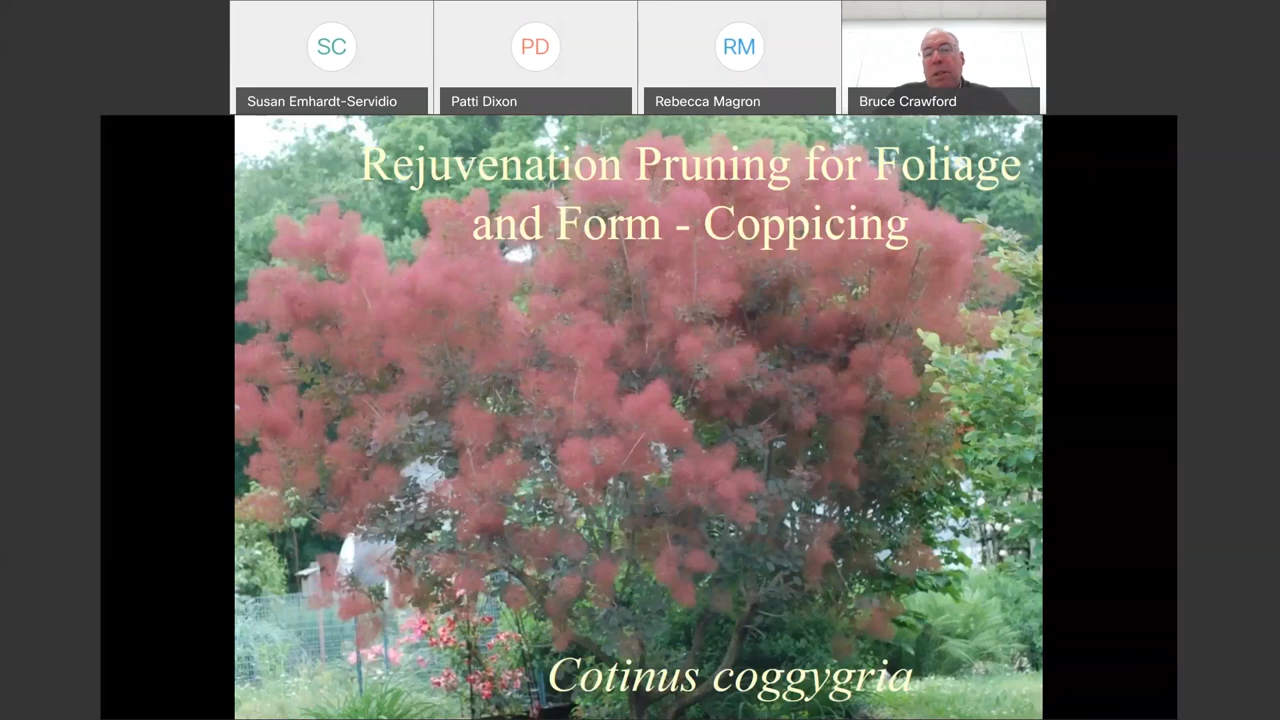 SC
PD
RM
Susan Emhardt-Servidio
Patti Dixon
Rebecca Magron
Bruce Crawford
Rejuvenation Pruning for Foliage
and Form - Coppicing
Cotinus coggygria